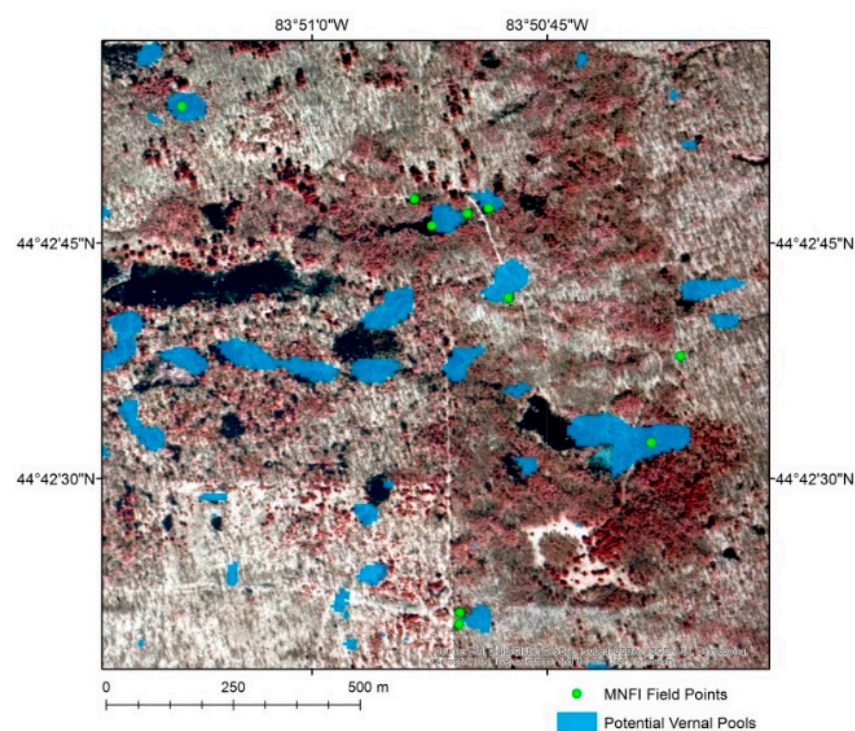 83°51'0"W 83°50'45"W
44°42'45"N 44°42'45"N
44°42'30"N 44°42'30"N
0 250 500 m
MNFI Field Points
Potential Vernal Pools